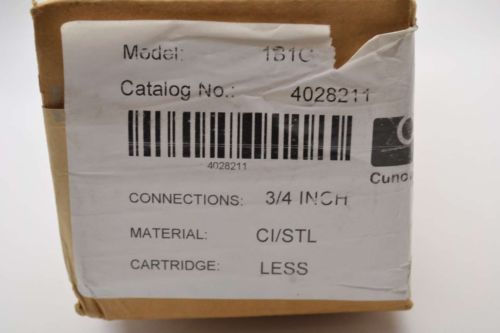 Model: 1B1C
Catalog No.: 4028211
4028211
Cuno
CONNECTIONS: 3/4 INCH
MATERIAL: CI/STL
CARTRIDGE: LESS